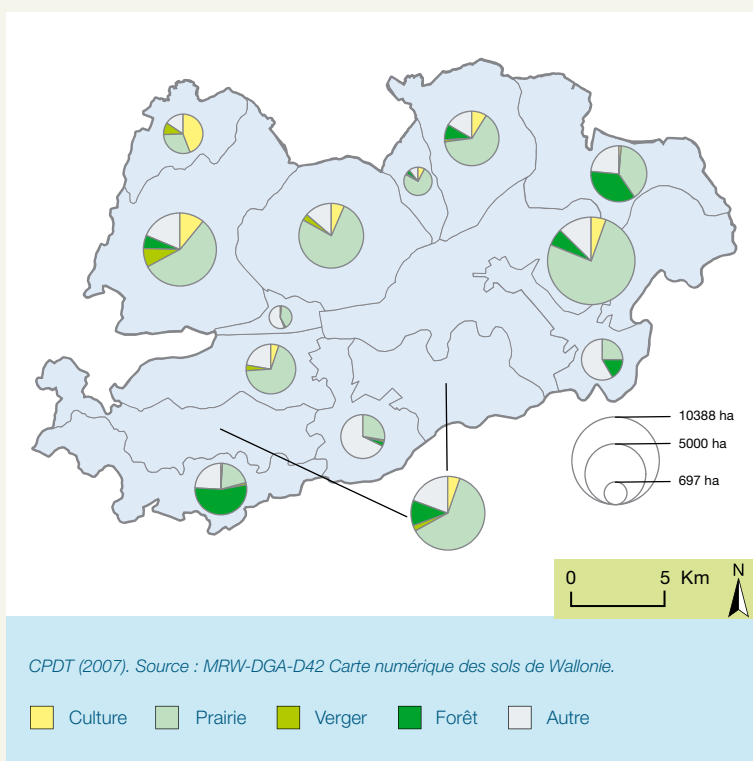 10388 ha
5000 ha
697 ha
0 5 Km
N
CPDT (2007). Source : MRW-DGA-D42 Carte numérique des sols de Wallonie.
Culture Prairie Verger Forêt Autre